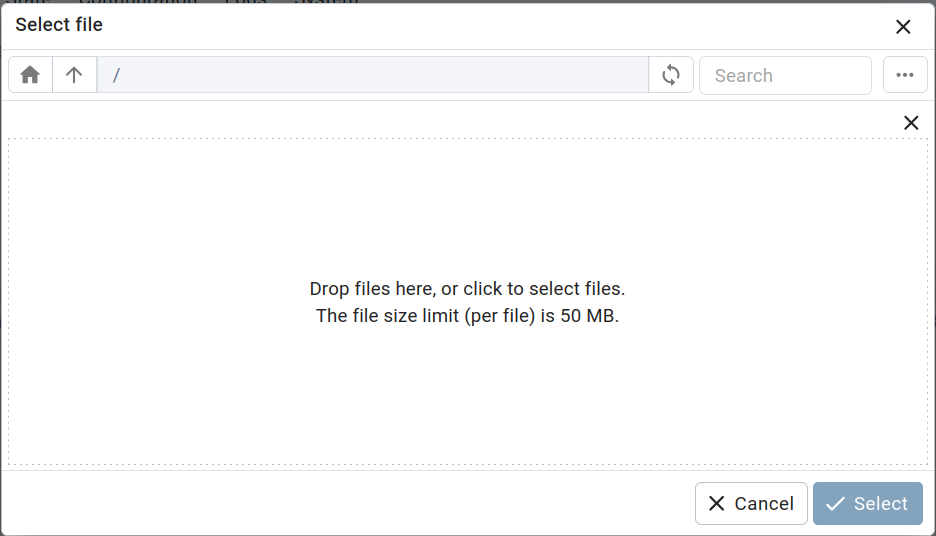 Configuration
Select file
/
Search
Drop files here, or click to select files.
The file size limit (per file) is 50 MB.
Cancel
Select